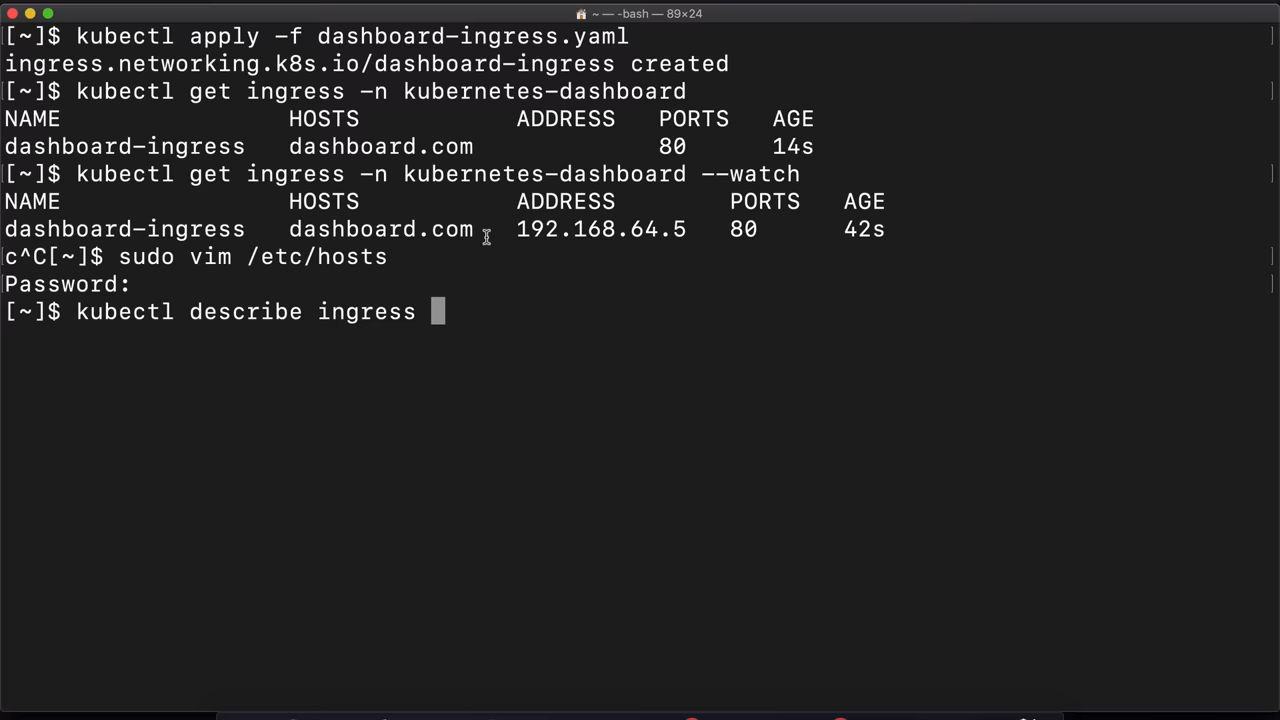 ~ — -bash — 89×24
[~]$ kubectl apply -f dashboard-ingress.yaml
ingress.networking.k8s.io/dashboard-ingress created
[~]$ kubectl get ingress -n kubernetes-dashboard
NAME HOSTS ADDRESS PORTS AGE
dashboard-ingress dashboard.com 80 14s
[~]$ kubectl get ingress -n kubernetes-dashboard --watch
NAME HOSTS ADDRESS PORTS AGE
dashboard-ingress dashboard.com 192.168.64.5 80 42s
c^C[~]$ sudo vim /etc/hosts
Password:
[~]$ kubectl describe ingress